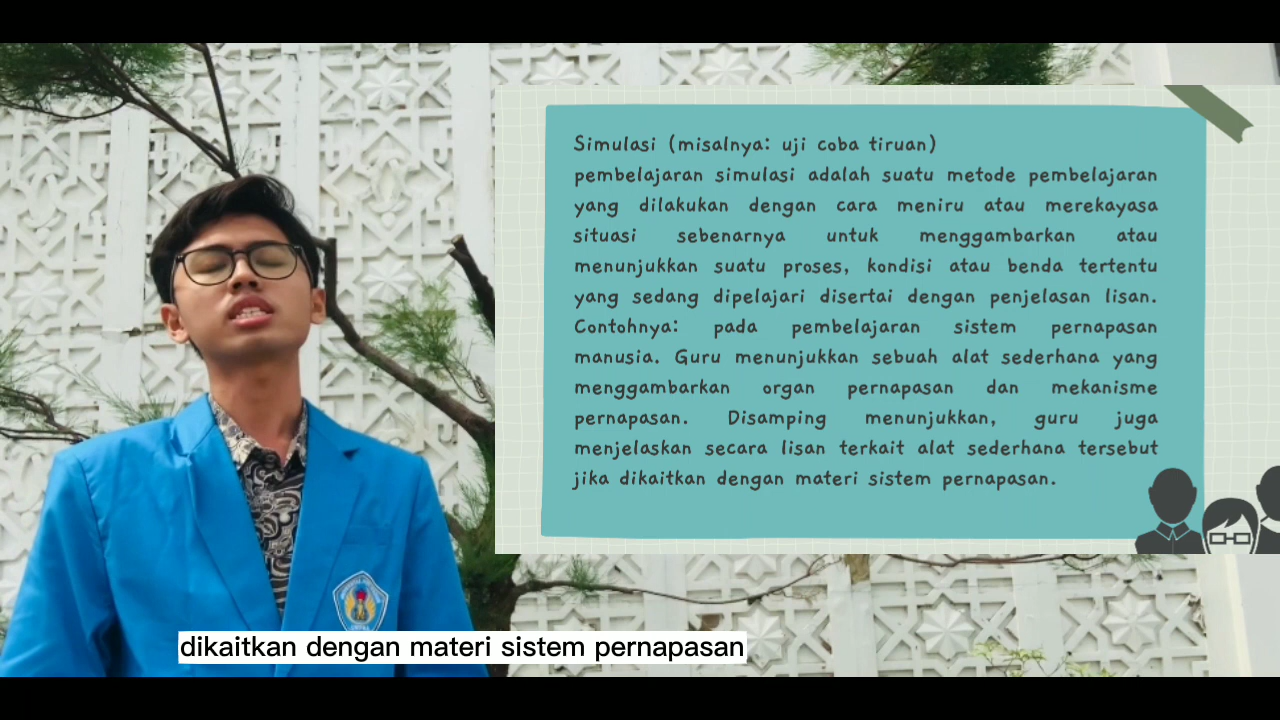 Simulasi (misalnya: uji coba tiruan)
pembelajaran simulasi adalah suatu metode pembelajaran
yang dilakukan dengan cara meniru atau merekayasa
situasi sebenarnya untuk menggambarkan atau
menunjukkan suatu proses, kondisi atau benda tertentu
yang sedang dipelajari disertai dengan penjelasan lisan.
Contohnya: pada pembelajaran sistem pernapasan
manusia. Guru menunjukkan sebuah alat sederhana yang
menggambarkan organ pernapasan dan mekanisme
pernapasan. Disamping menunjukkan, guru juga
menjelaskan secara lisan terkait alat sederhana tersebut
jika dikaitkan dengan materi sistem pernapasan.
dikaitkan dengan materi sistem pernapasan